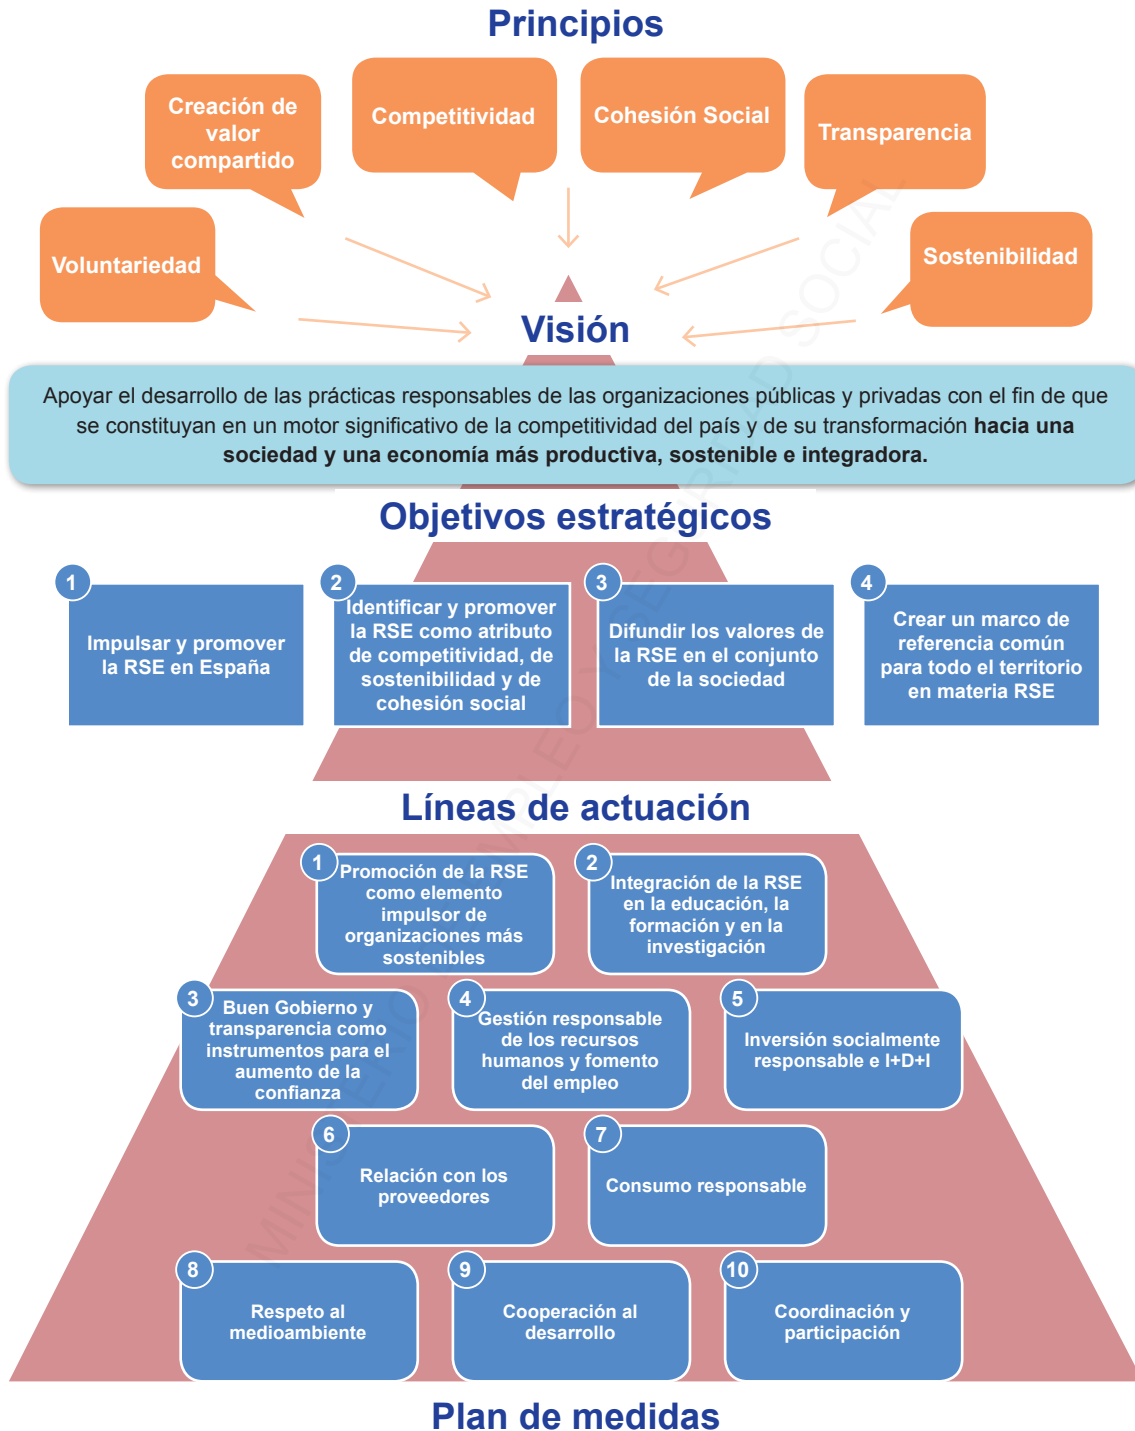 Principios
Creación de
valor
compartido
Competitividad
Cohesión Social
Transparencia
Voluntariedad
Sostenibilidad
Visión
Apoyar el desarrollo de las prácticas responsables de las organizaciones públicas y privadas con el fin de que
se constituyan en un motor significativo de la competitividad del país y de su transformación hacia una
sociedad y una economía más productiva, sostenible e integradora.
Objetivos estratégicos
1
Impulsar y promover
la RSE en España
2
Identificar y promover
la RSE como atributo
de competitividad, de
sostenibilidad y de
cohesión social
3
Difundir los valores de
la RSE en el conjunto
de la sociedad
4
Crear un marco de
referencia común
para todo el territorio
en materia RSE
Líneas de actuación
1
Promoción de la RSE
como elemento
impulsor de
organizaciones más
sostenibles
2
Integración de la RSE
en la educación, la
formación y en la
investigación
3
Buen Gobierno y
transparencia como
instrumentos para el
aumento de la
confianza
4
Gestión responsable
de los recursos
humanos y fomento
del empleo
5
Inversión socialmente
responsable e I+D+I
6
Relación con los
proveedores
7
Consumo responsable
8
Respeto al
medioambiente
9
Cooperación al
desarrollo
10
Coordinación y
participación
Plan de medidas